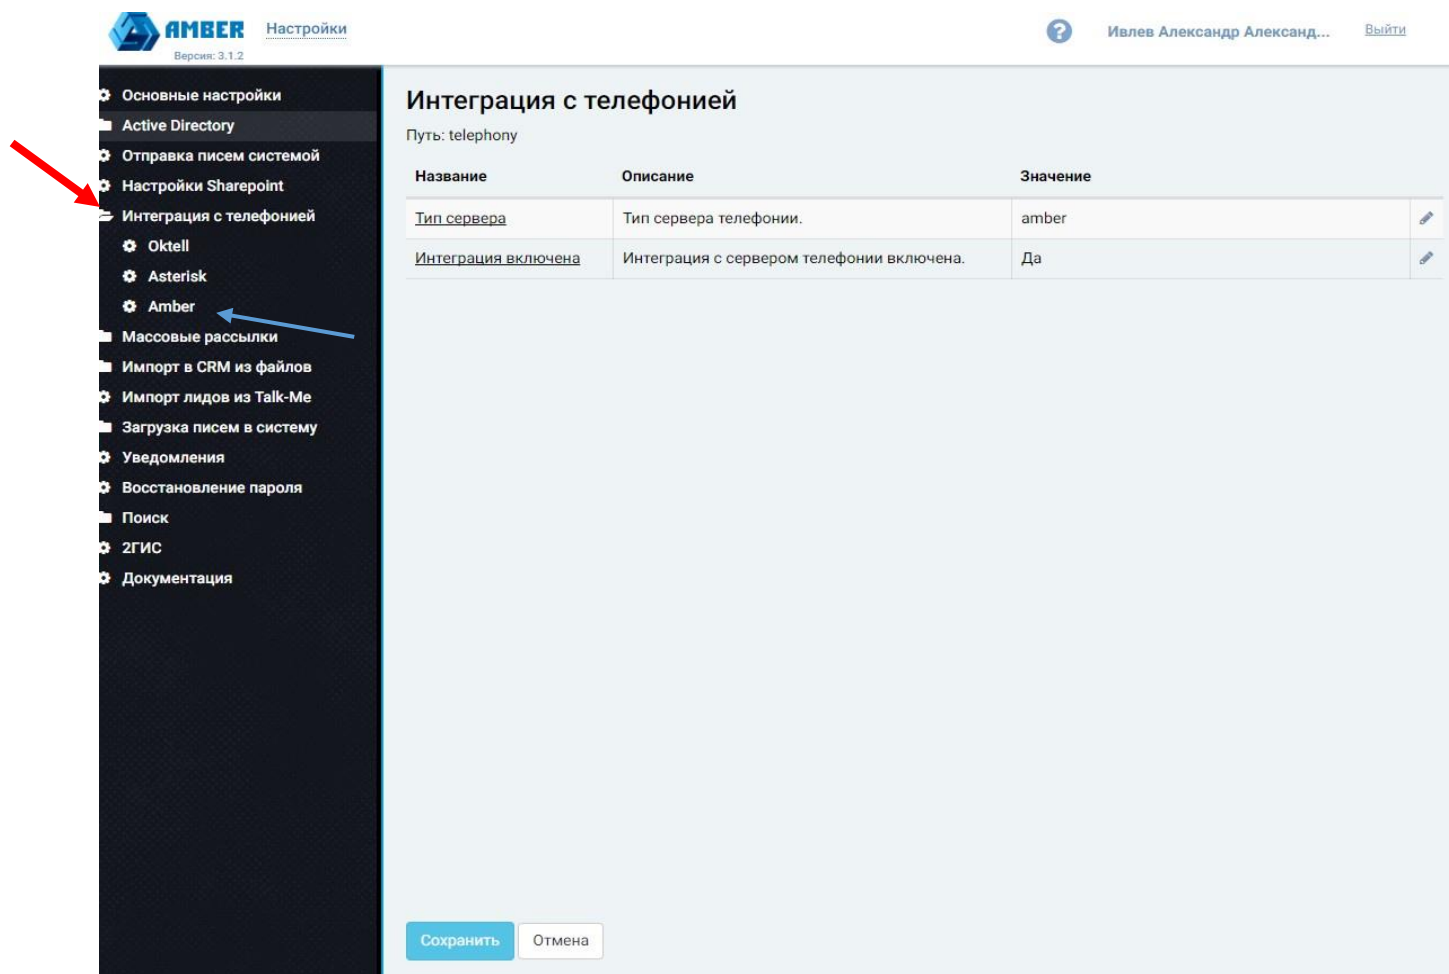 AMBER Настройки
Версия: 3.1.2
? Ивлев Александр Александ... Выйти
Основные настройки
Active Directory
Отправка писем системой
Настройки Sharepoint
Интеграция с телефонией
Oktell
Asterisk
Amber
Массовые рассылки
Импорт в CRM из файлов
Импорт лидов из Talk-Me
Загрузка писем в систему
Уведомления
Восстановление пароля
Поиск
2ГИС
Документация
Интеграция с телефонией
Путь: telephony
Название Описание Значение
Тип сервера Тип сервера телефонии. amber
Интеграция включена Интеграция с сервером телефонии включена. Да
Сохранить Отмена